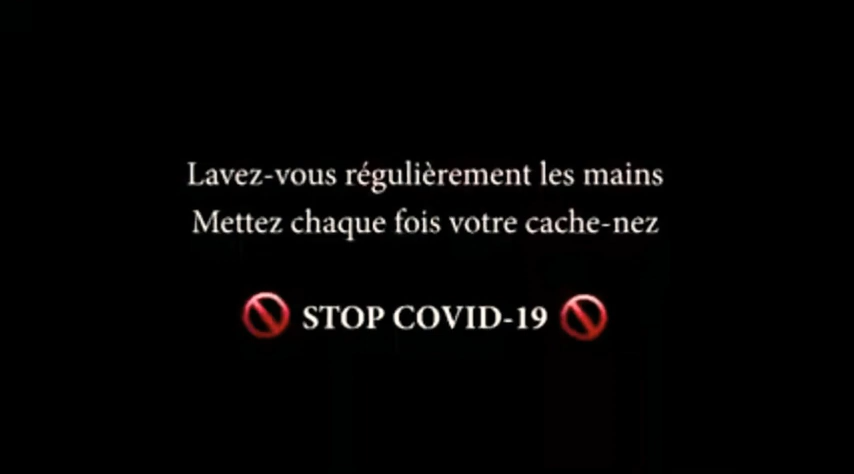 Lavez-vous régulièrement les mains
Mettez chaque fois votre cache-nez
🚫 STOP COVID-19 🚫